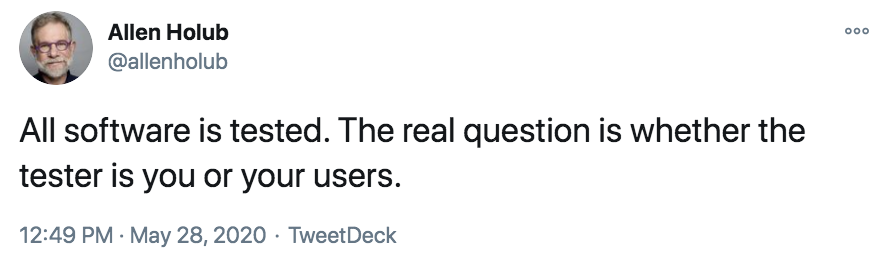 Allen Holub
@allenholub
All software is tested. The real question is whether the
tester is you or your users.
12:49 PM · May 28, 2020 · TweetDeck